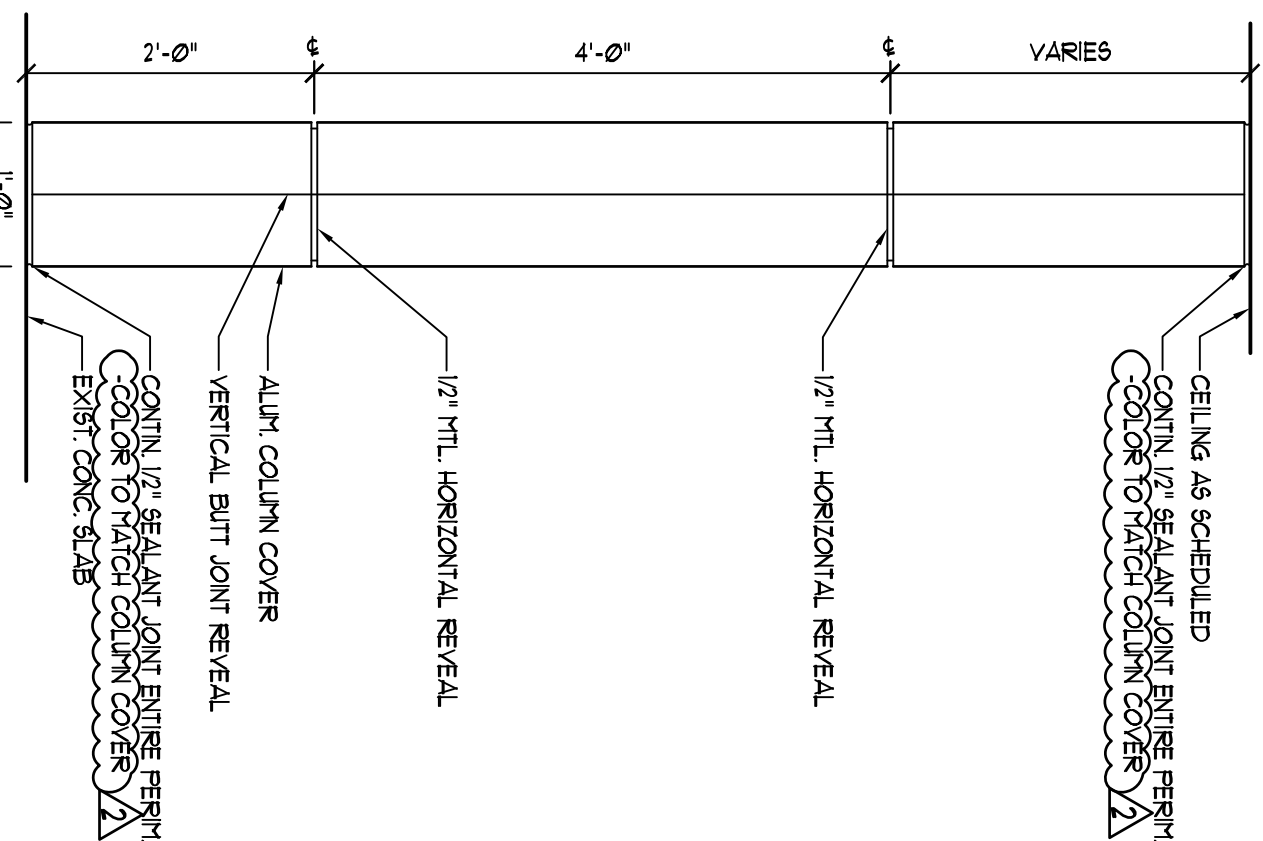 2'-0"
℄
4'-0"
℄
VARIES
1'-0"
CEILING AS SCHEDULED
CONTIN. 1/2" SEALANT JOINT ENTIRE PERIM.
-COLOR TO MATCH COLUMN COVER
2
1/2" MTL. HORIZONTAL REVEAL
1/2" MTL. HORIZONTAL REVEAL
ALUM. COLUMN COVER
VERTICAL BUTT JOINT REVEAL
CONTIN. 1/2" SEALANT JOINT ENTIRE PERIM.
-COLOR TO MATCH COLUMN COVER
2
EXIST. CONC. SLAB